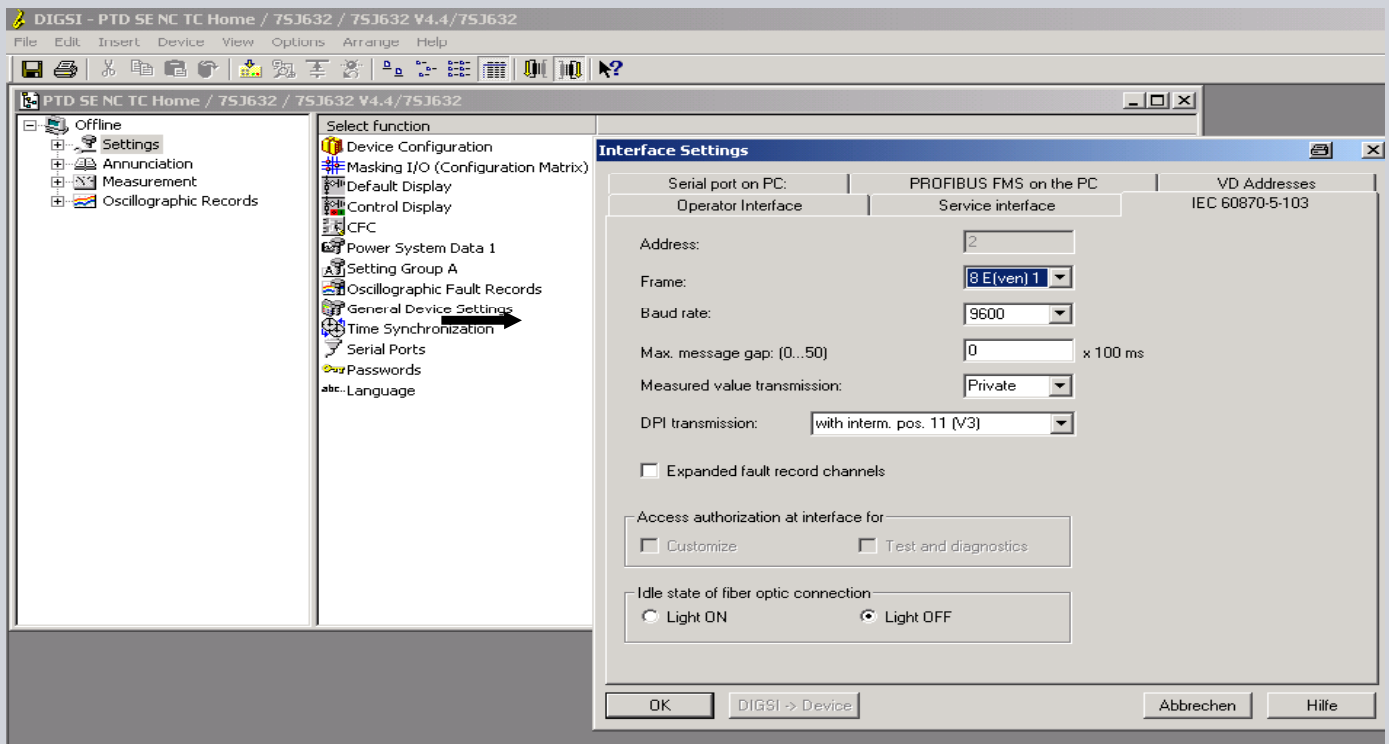 DIGSI - PTD SE NC TC Home / 7SJ632 / 7SJ632 V4.4/7SJ632
File Edit Insert Device View Options Arrange Help
PTD SE NC TC Home / 7SJ632 / 7SJ632 V4.4/7SJ632
Offline
Settings
Annunciation
Measurement
Oscillographic Records
Select function
Device Configuration
Masking I/O (Configuration Matrix)
Default Display
Control Display
CFC
Power System Data 1
Setting Group A
Oscillographic Fault Records
General Device Settings
Time Synchronization
Serial Ports
Passwords
abc.. Language
Interface Settings
Serial port on PC: PROFIBUS FMS on the PC VD Addresses
Operator Interface Service interface IEC 60870-5-103
Address: 2
Frame: 8 E(ven) 1
Baud rate: 9600
Max. message gap: (0...50) 0 x 100 ms
Measured value transmission: Private
DPI transmission: with interm. pos. 11 (V3)
Expanded fault record channels
Access authorization at interface for
Customize Test and diagnostics
Idle state of fiber optic connection
Light ON Light OFF
OK DIGSI -> Device Abbrechen Hilfe